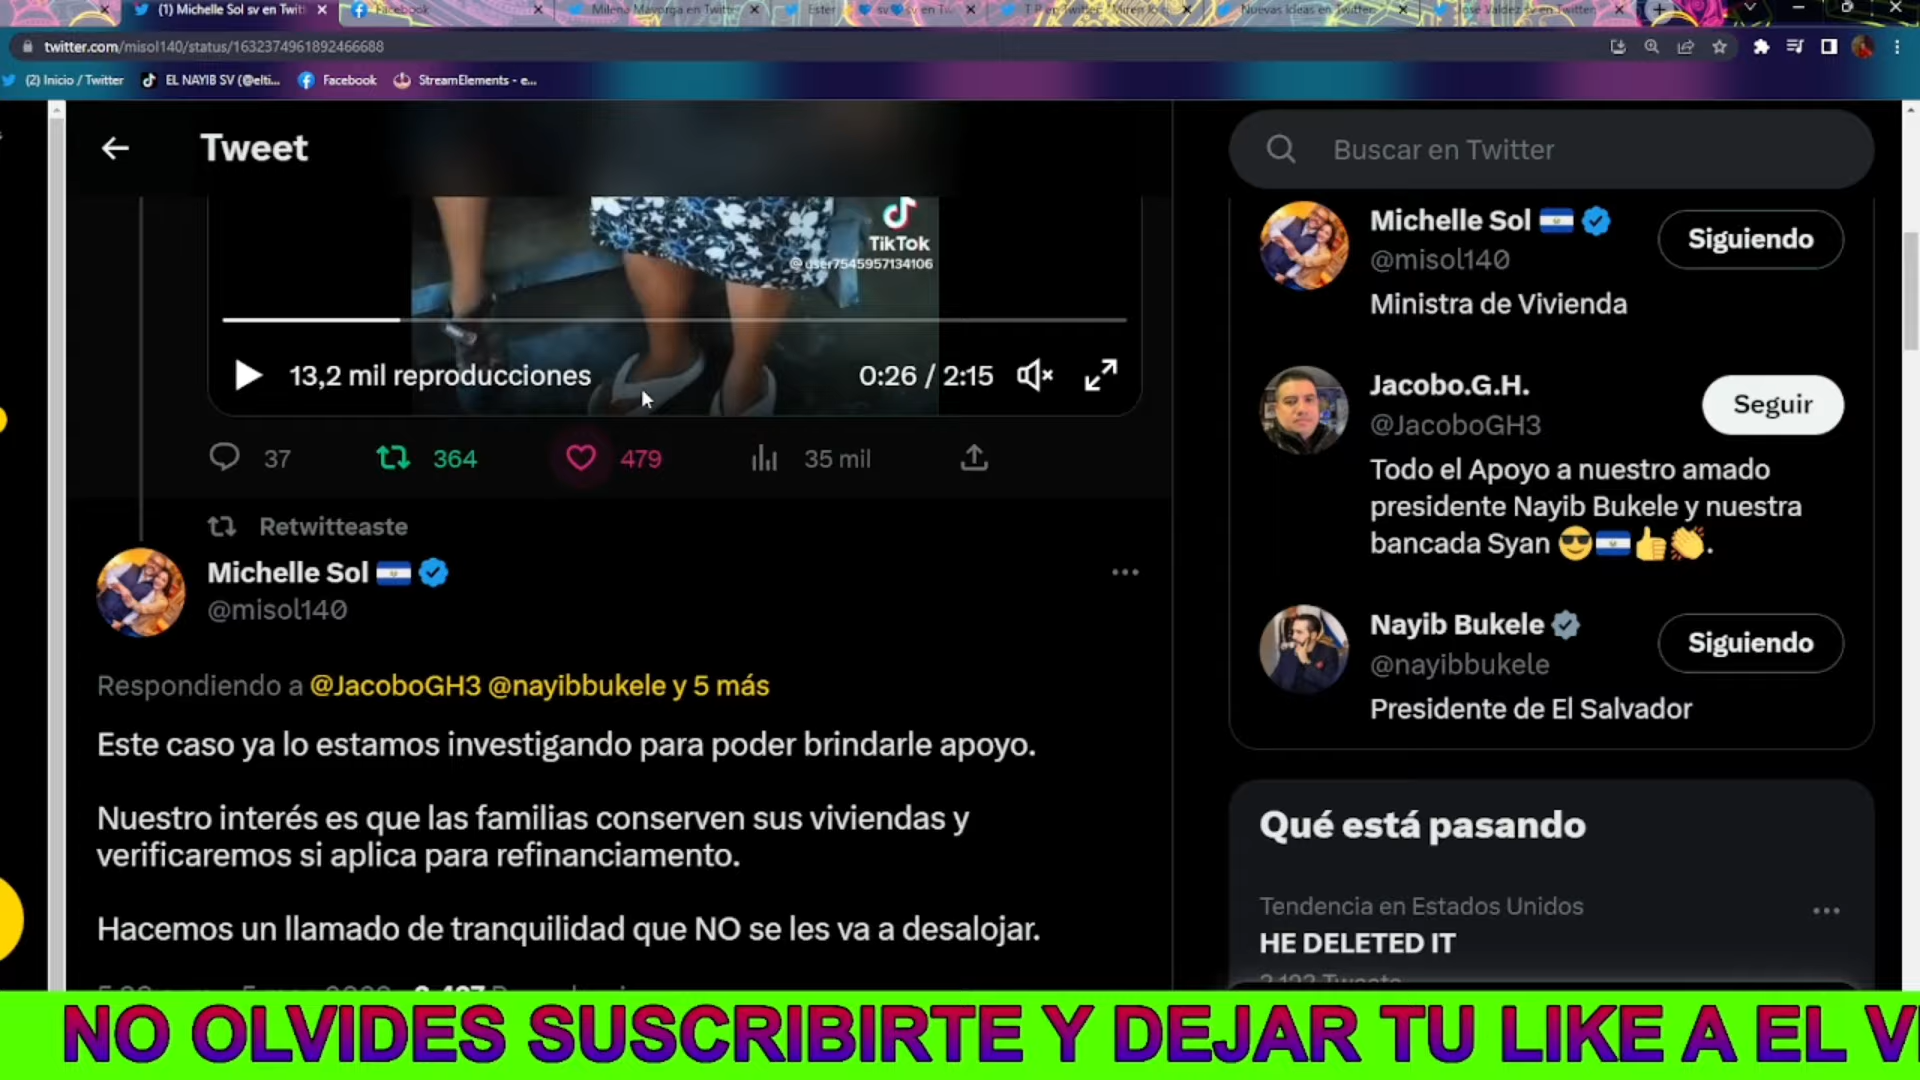 (1) Michelle Sol sv en Twit
Facebook
Milena Mayorga en Twitt
Ester
sv en Tw
T.P en Twitter: "Miren lo
Nuevas Ideas en Twitter
José Valdez sv en Twitter
twitter.com/misol140/status/1632374961892466688
(2) Inicio / Twitter
EL NAYIB SV (@elti...
Facebook
StreamElements - e...
Tweet
TikTok
@user7545957134106
13,2 mil reproducciones
0:26 / 2:15
37
364
479
35 mil
Retwitteaste
Michelle Sol
@misol140
Respondiendo a @JacoboGH3 @nayibbukele y 5 más
Este caso ya lo estamos investigando para poder brindarle apoyo.
Nuestro interés es que las familias conserven sus viviendas y
verificaremos si aplica para refinanciamento.
Hacemos un llamado de tranquilidad que NO se les va a desalojar.
Buscar en Twitter
Michelle Sol
@misol140
Siguiendo
Ministra de Vivienda
Jacobo.G.H.
@JacoboGH3
Seguir
Todo el Apoyo a nuestro amado
presidente Nayib Bukele y nuestra
bancada Syan 😎🇸🇻👍👏.
Nayib Bukele
@nayibbukele
Siguiendo
Presidente de El Salvador
Qué está pasando
Tendencia en Estados Unidos
HE DELETED IT
NO OLVIDES SUSCRIBIRTE Y DEJAR TU LIKE A EL V